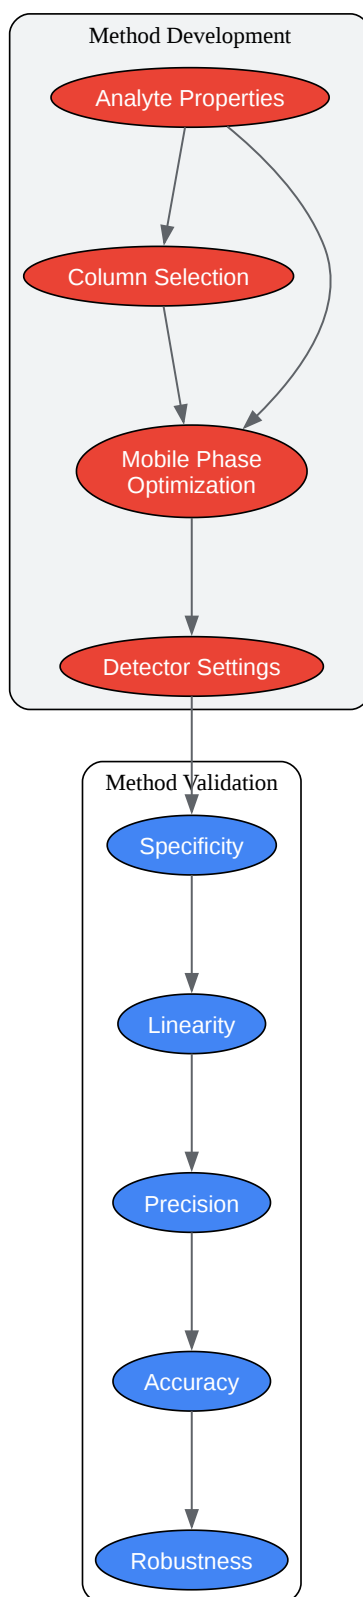 Method Development
Analyte Properties
Column Selection
Mobile Phase
Optimization
Detector Settings
Method Validation
Specificity
Linearity
Precision
Accuracy
Robustness